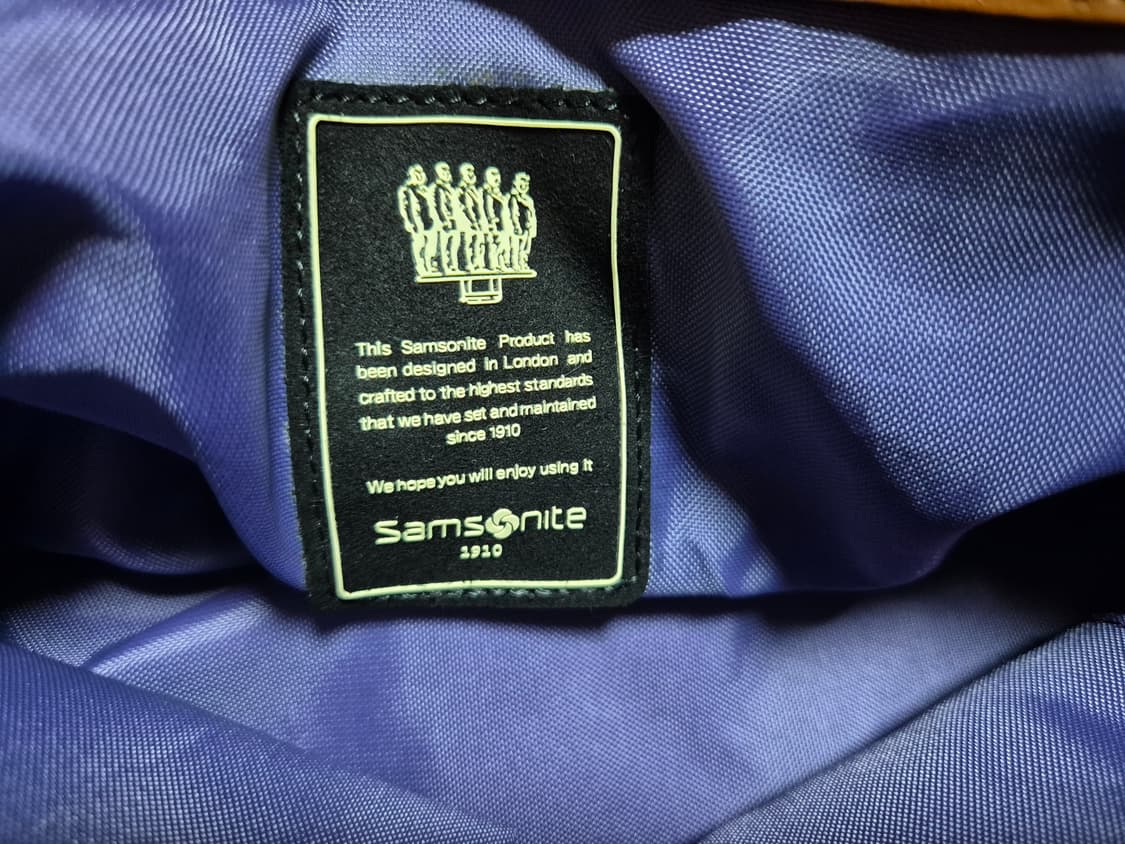 This Samsonite Product has
been designed in London and
crafted to the highest standards
that we have set and maintained
since 1910
We hope you will enjoy using it
Samsonite
1910